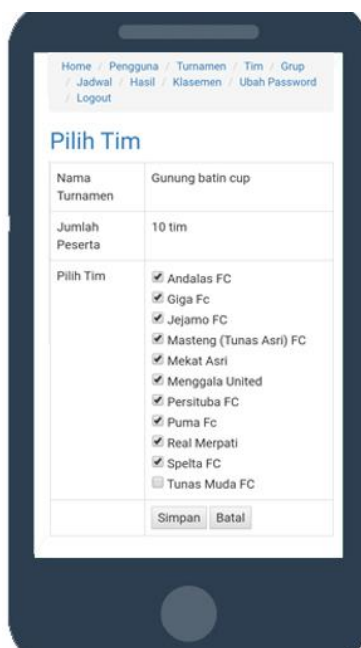 Home / Pengguna / Turnamen / Tim / Grup
/ Jadwal / Hasil / Klasemen / Ubah Password
/ Logout
Pilih Tim
Nama Turnamen
Gunung batin cup
Jumlah Peserta
10 tim
Pilih Tim
Andalas FC
Giga Fc
Jejamo FC
Masteng (Tunas Asri) FC
Mekat Asri
Menggala United
Persituba FC
Puma Fc
Real Merpati
Spelta FC
Tunas Muda FC
Simpan Batal